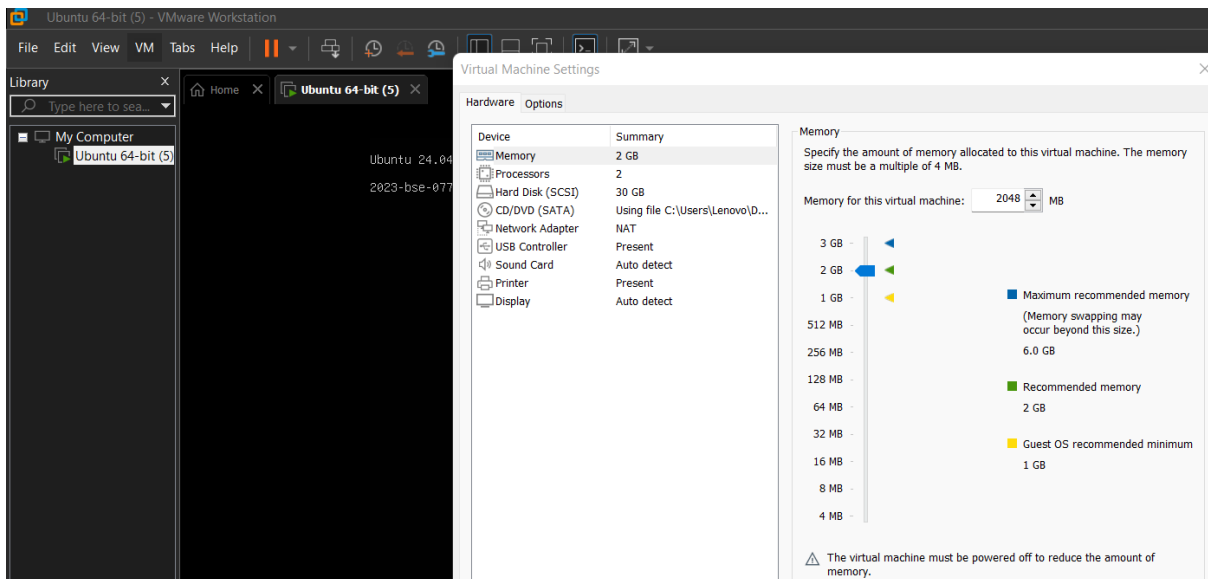 Ubuntu 64-bit (5) - VMware Workstation
File Edit View VM Tabs Help
Library
Type here to sea...
My Computer
Ubuntu 64-bit (5)
Home
Ubuntu 64-bit (5)
Ubuntu 24.04
2023-bse-077
Virtual Machine Settings
Hardware Options
Device Summary
Memory 2 GB
Processors 2
Hard Disk (SCSI) 30 GB
CD/DVD (SATA) Using file C:\Users\Lenovo\D...
Network Adapter NAT
USB Controller Present
Sound Card Auto detect
Printer Present
Display Auto detect
Memory
Specify the amount of memory allocated to this virtual machine. The memory
size must be a multiple of 4 MB.
Memory for this virtual machine: 2048 MB
3 GB
2 GB
1 GB
512 MB
256 MB
128 MB
64 MB
32 MB
16 MB
8 MB
4 MB
Maximum recommended memory
(Memory swapping may
occur beyond this size.)
6.0 GB
Recommended memory
2 GB
Guest OS recommended minimum
1 GB
The virtual machine must be powered off to reduce the amount of
memory.